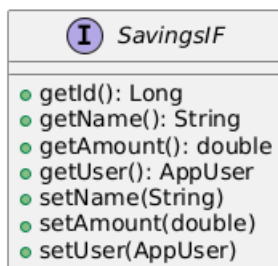 I SavingsIF
getId(): Long
getName(): String
getAmount(): double
getUser(): AppUser
setName(String)
setAmount(double)
setUser(AppUser)